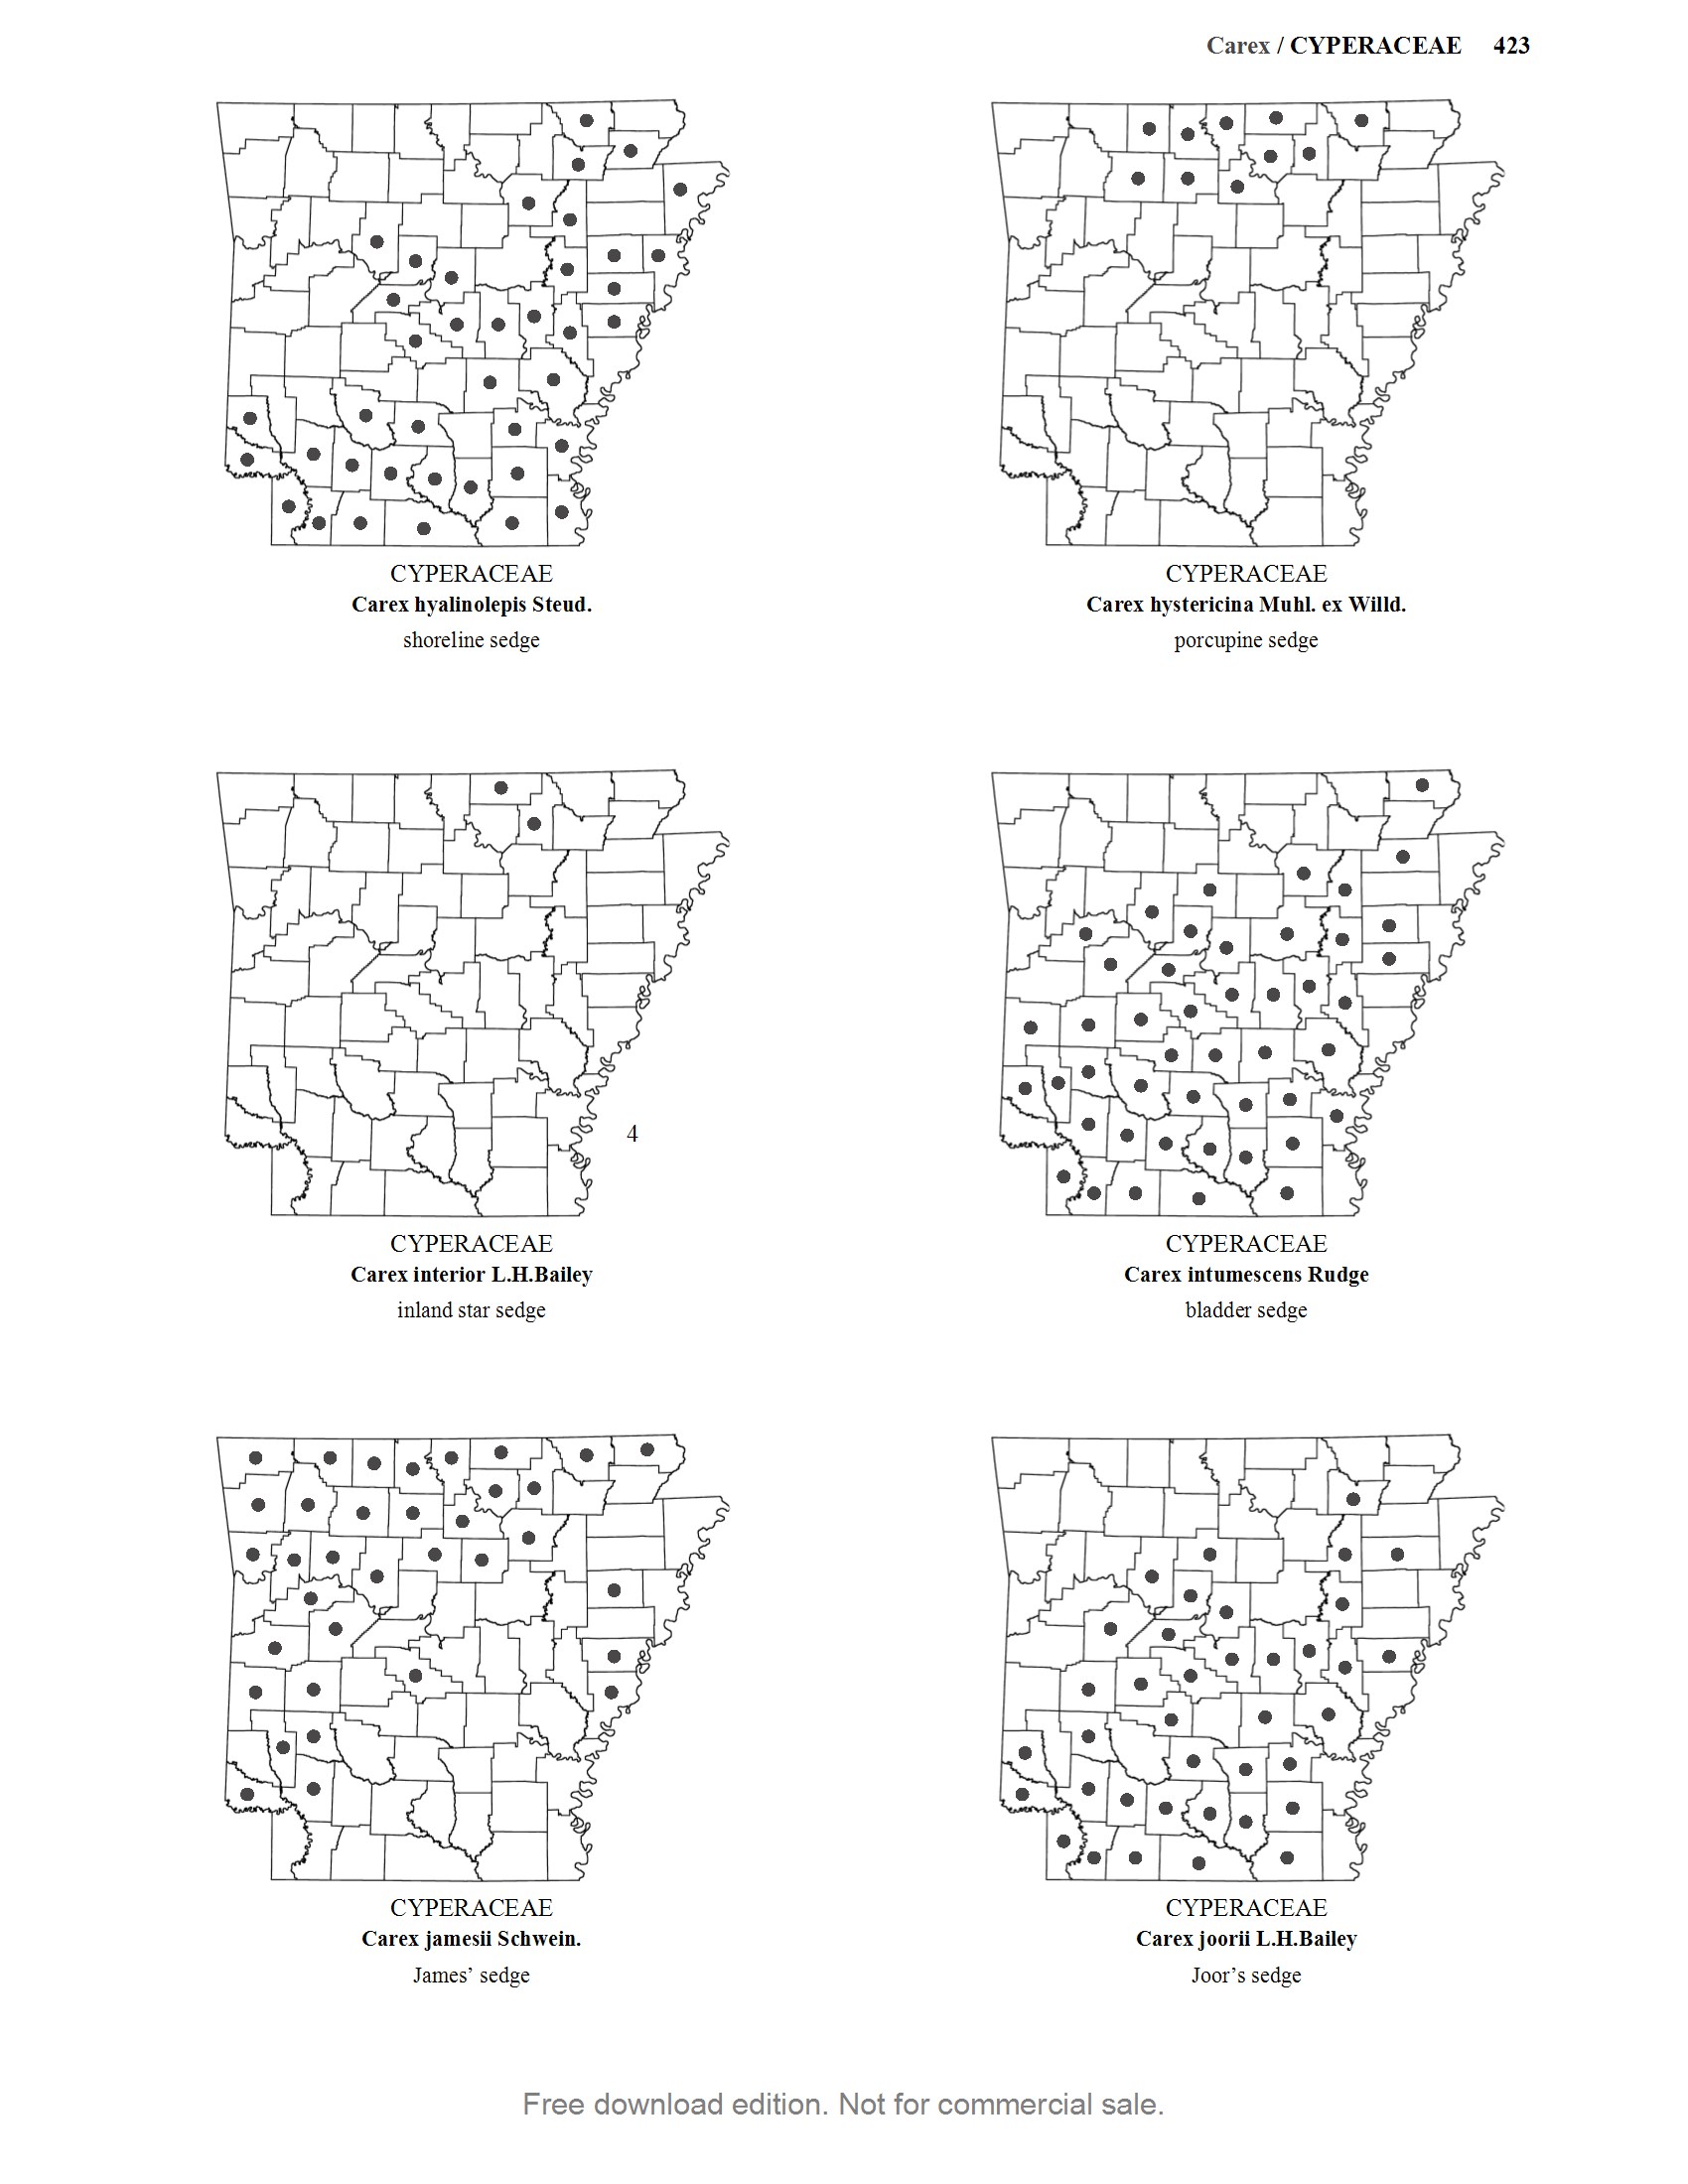 Carex / CYPERACEAE 423
CYPERACEAE
Carex hyalinolepis Steud.
shoreline sedge
CYPERACEAE
Carex hystericina Muhl. ex Willd.
porcupine sedge
4
CYPERACEAE
Carex interior L.H.Bailey
inland star sedge
CYPERACEAE
Carex intumescens Rudge
bladder sedge
CYPERACEAE
Carex jamesii Schwein.
James’ sedge
CYPERACEAE
Carex joorii L.H.Bailey
Joor’s sedge
Free download edition. Not for commercial sale.